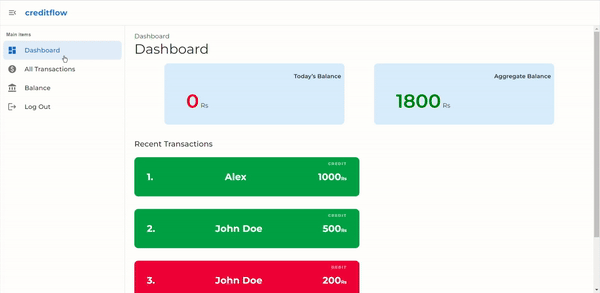 creditflow
Main items
Dashboard
All Transactions
Balance
Log Out
Dashboard
Dashboard
Today's Balance
0 Rs
Aggregate Balance
1800 Rs
Recent Transactions
CREDIT
1. Alex 1000Rs
CREDIT
2. John Doe 500Rs
DEBIT
3. John Doe 200Rs